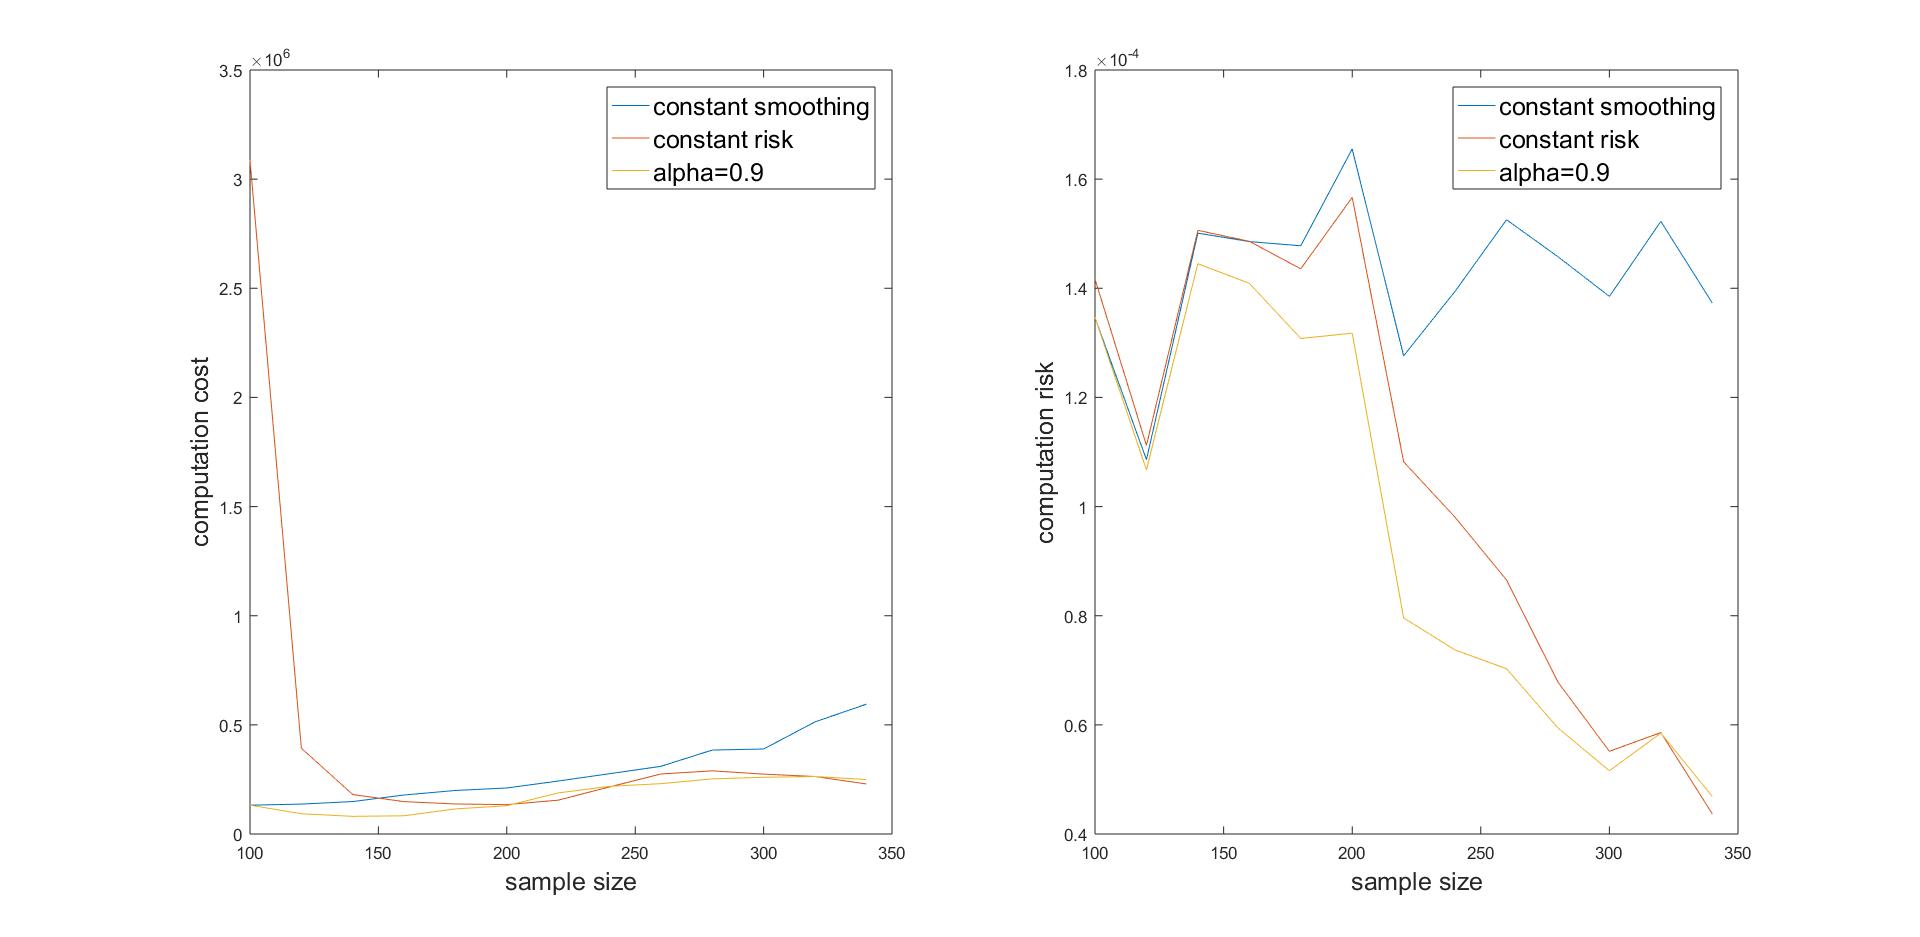 ×10^6
3.5
3
2.5
2
1.5
1
0.5
0
computation cost
100 150 200 250 300 350
sample size
constant smoothing
constant risk
alpha=0.9
×10^-4
1.8
1.6
1.4
1.2
1
0.8
0.6
0.4
computation risk
100 150 200 250 300 350
sample size
constant smoothing
constant risk
alpha=0.9